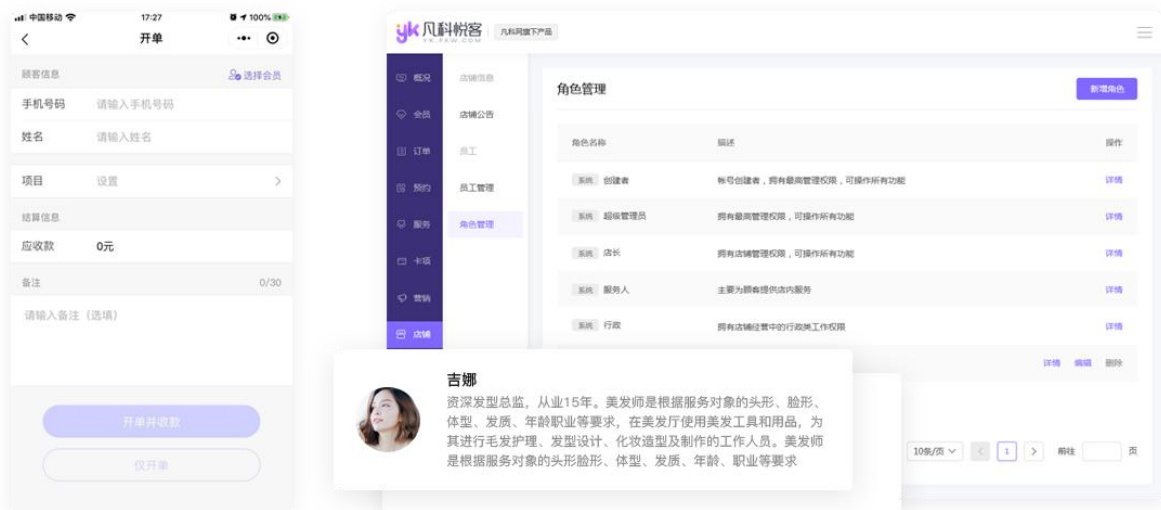 中国移动
17:27
100%
开单
顾客信息
选择会员
手机号码 请输入手机号码
姓名 请输入姓名
项目 设置
结算信息
应收款 0元
备注 0/30
请输入备注（选填）
开单并收款
仅开单
yk 凡科悦客 凡科网旗下产品
YK.FKW.COM
概况
会员
订单
预约
服务
卡项
营销
店铺
店铺信息
店铺公告
员工
员工管理
角色管理
角色管理 新增角色
角色名称 描述 操作
系统 创建者 帐号创建者，拥有最高管理权限，可操作所有功能 详情
系统 超级管理员 拥有最高管理权限，可操作所有功能 详情
系统 店长 拥有店铺管理权限，可操作所有功能 详情
系统 服务人 主要为顾客提供店内服务 详情
系统 行政 拥有店铺经营中的行政类工作权限 详情
详情 编辑 删除
10条/页 1 前往 页
吉娜
资深发型总监，从业15年。美发师是根据服务对象的头形、脸形、
体型、发质、年龄职业等要求，在美发厅使用美发工具和用品，为
其进行毛发护理、发型设计、化妆造型及制作的工作人员。美发师
是根据服务对象的头形脸形、体型、发质、年龄、职业等要求